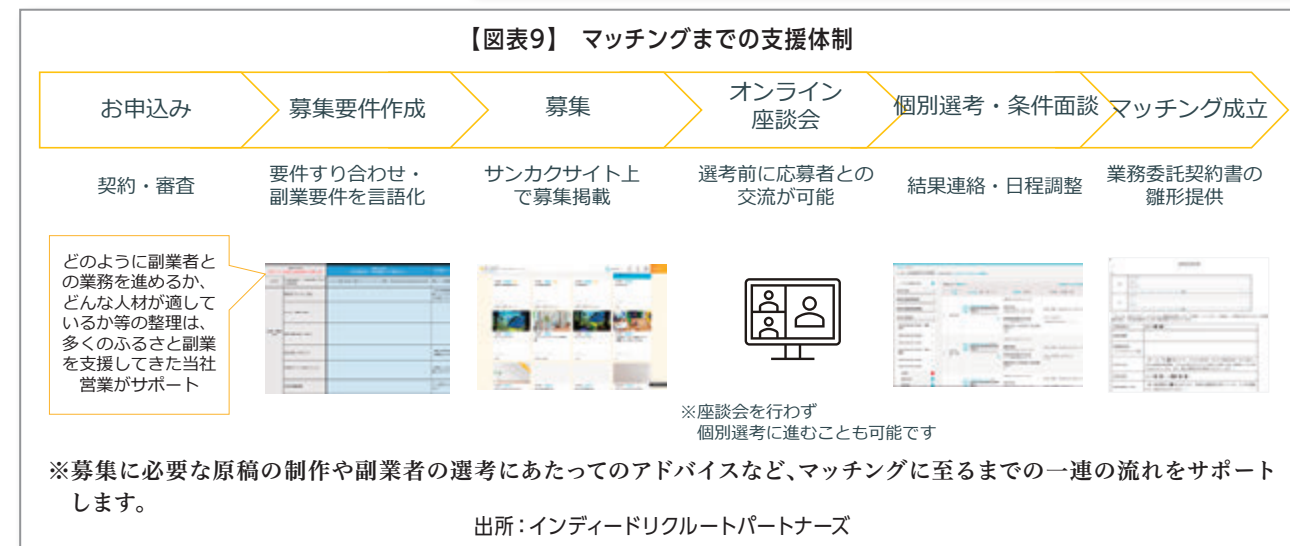 【図表9】 マッチングまでの支援体制
お申込み
募集要件作成
募集
オンライン
座談会
個別選考・条件面談
マッチング成立
契約・審査
要件すり合わせ・
副業要件を言語化
サンカクサイト上
で募集掲載
選考前に応募者との
交流が可能
結果連絡・日程調整
業務委託契約書の
雛形提供
どのように副業者と
の業務を進めるか、
どんな人材が適して
いるか等の整理は、
多くのふるさと副業
を支援してきた当社
営業がサポート
※座談会を行わず
個別選考に進むことも可能です
※募集に必要な原稿の制作や副業者の選考にあたってのアドバイスなど、マッチングに至るまでの一連の流れをサポート
します。
出所：インディードリクルートパートナーズ